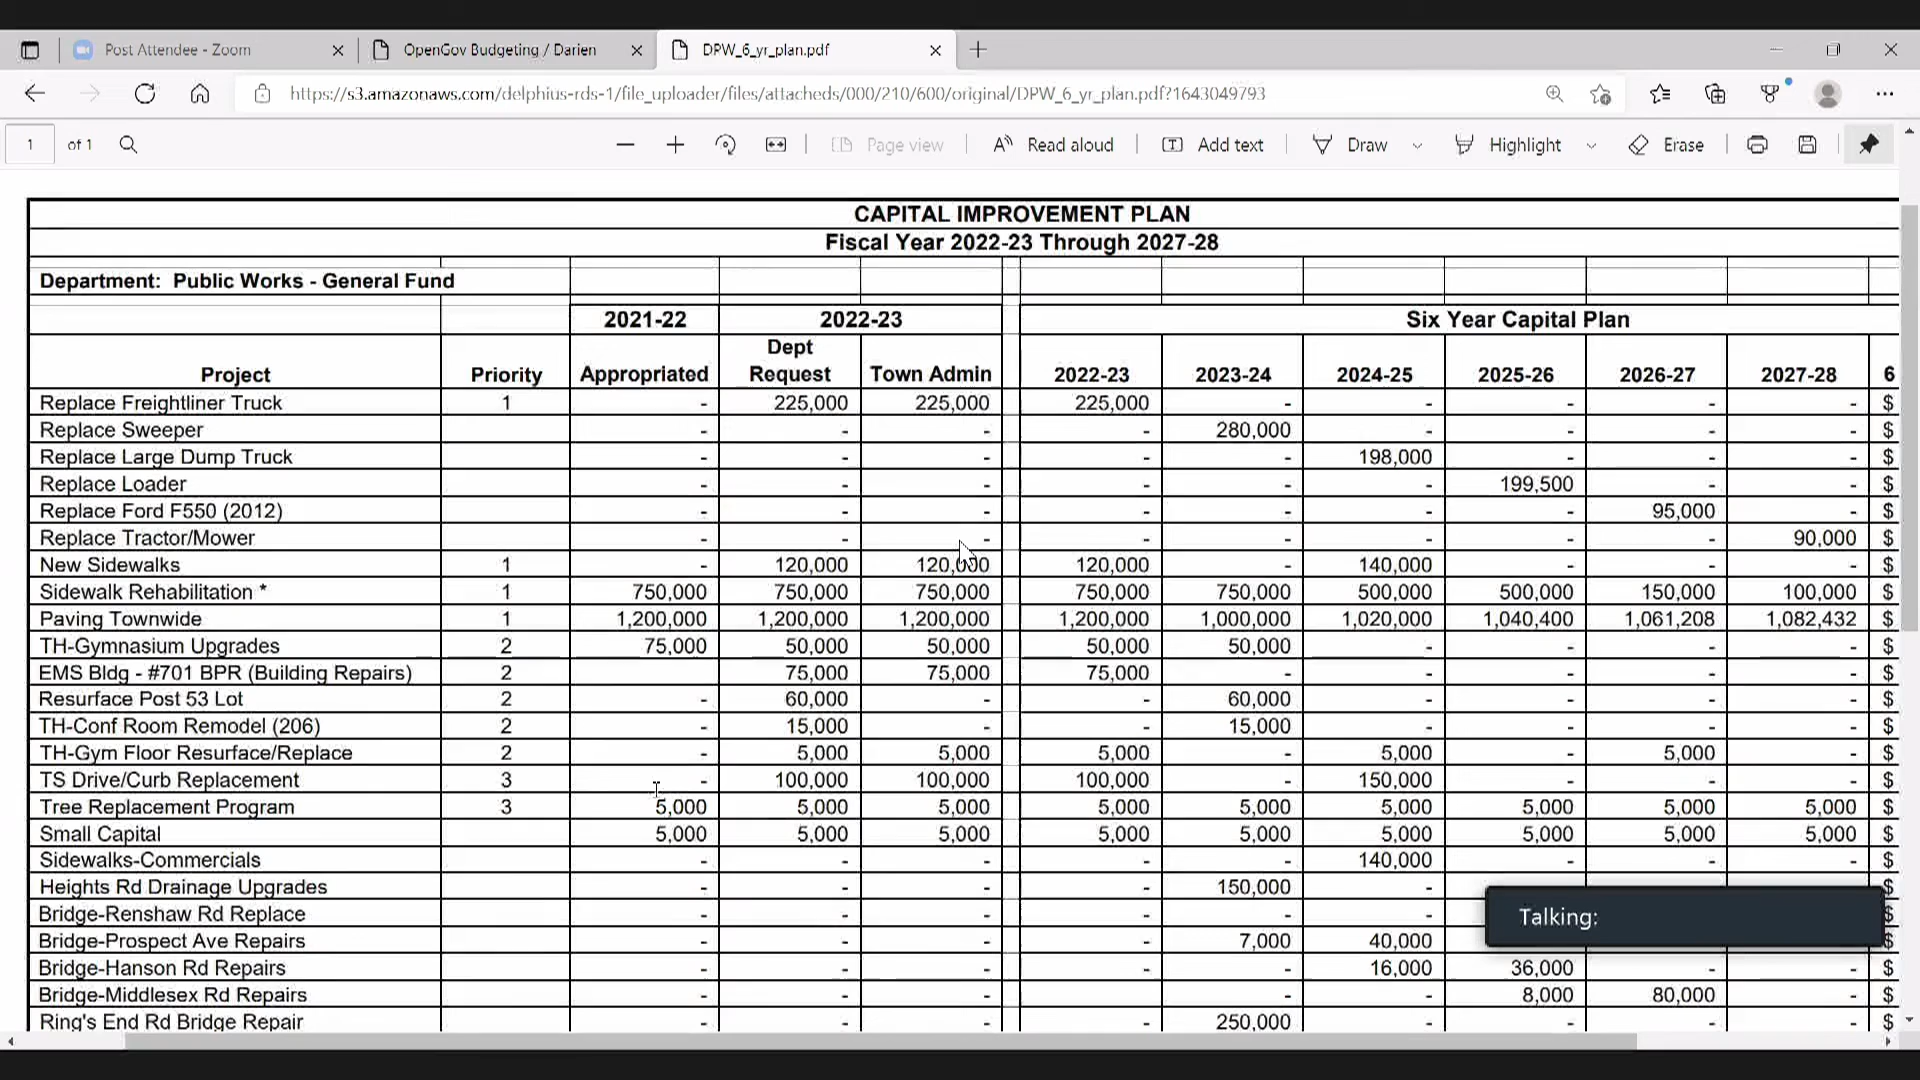 Post Attendee - Zoom
OpenGov Budgeting / Darien
DPW_6_yr_plan.pdf
https://s3.amazonaws.com/delphius-rds-1/file_uploader/files/attacheds/000/210/600/original/DPW_6_yr_plan.pdf?1643049793
1 of 1 Page view Read aloud Add text Draw Highlight Erase
CAPITAL IMPROVEMENT PLAN
Fiscal Year 2022-23 Through 2027-28
Department: Public Works - General Fund
2021-22 2022-23 Six Year Capital Plan
Project Priority Appropriated Dept Request Town Admin 2022-23 2023-24 2024-25 2025-26 2026-27 2027-28 6
Replace Freightliner Truck 1 - 225,000 225,000 225,000 - - - - - $
Replace Sweeper - - - - 280,000 - - - - $
Replace Large Dump Truck - - - - - 198,000 - - - $
Replace Loader - - - - - - 199,500 - - $
Replace Ford F550 (2012) - - - - - - - 95,000 - $
Replace Tractor/Mower - - - - - - - - 90,000 $
New Sidewalks 1 - 120,000 120,000 120,000 - 140,000 - - - $
Sidewalk Rehabilitation * 1 750,000 750,000 750,000 750,000 750,000 500,000 500,000 150,000 100,000 $
Paving Townwide 1 1,200,000 1,200,000 1,200,000 1,200,000 1,000,000 1,020,000 1,040,400 1,061,208 1,082,432 $
TH-Gymnasium Upgrades 2 75,000 50,000 50,000 50,000 50,000 - - - - $
EMS Bldg - #701 BPR (Building Repairs) 2 75,000 75,000 75,000 - - - - - $
Resurface Post 53 Lot 2 - 60,000 - - 60,000 - - - - $
TH-Conf Room Remodel (206) 2 - 15,000 - - 15,000 - - - - $
TH-Gym Floor Resurface/Replace 2 - 5,000 5,000 5,000 - 5,000 - 5,000 - $
TS Drive/Curb Replacement 3 - 100,000 100,000 100,000 - 150,000 - - - $
Tree Replacement Program 3 5,000 5,000 5,000 5,000 5,000 5,000 5,000 5,000 5,000 $
Small Capital 5,000 5,000 5,000 5,000 5,000 5,000 5,000 5,000 5,000 $
Sidewalks-Commercials - - - - - 140,000 - - - $
Heights Rd Drainage Upgrades - - - - 150,000 - $
Bridge-Renshaw Rd Replace - - - - - - $
Bridge-Prospect Ave Repairs - - - - 7,000 40,000 $
Bridge-Hanson Rd Repairs - - - - - 16,000 36,000 - - $
Bridge-Middlesex Rd Repairs - - - - - - 8,000 80,000 - $
Ring's End Rd Bridge Repair - - - - 250,000 - - - - $
Talking: